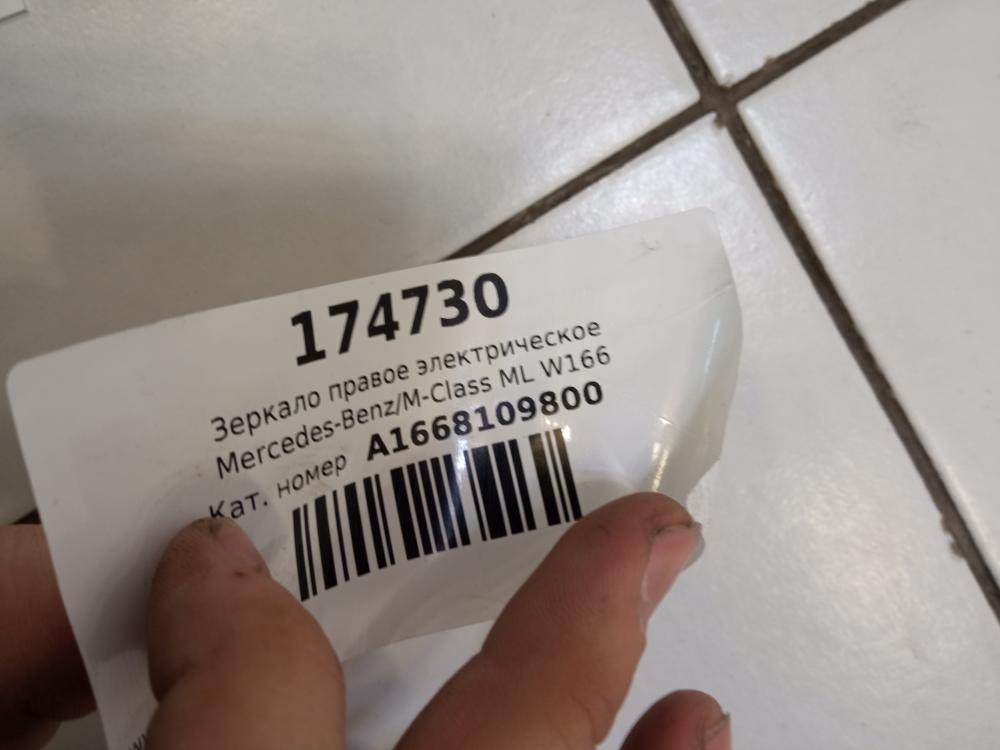 174730
Зеркало правое электрическое
Mercedes-Benz/M-Class ML W166
Кат. номер A1668109800